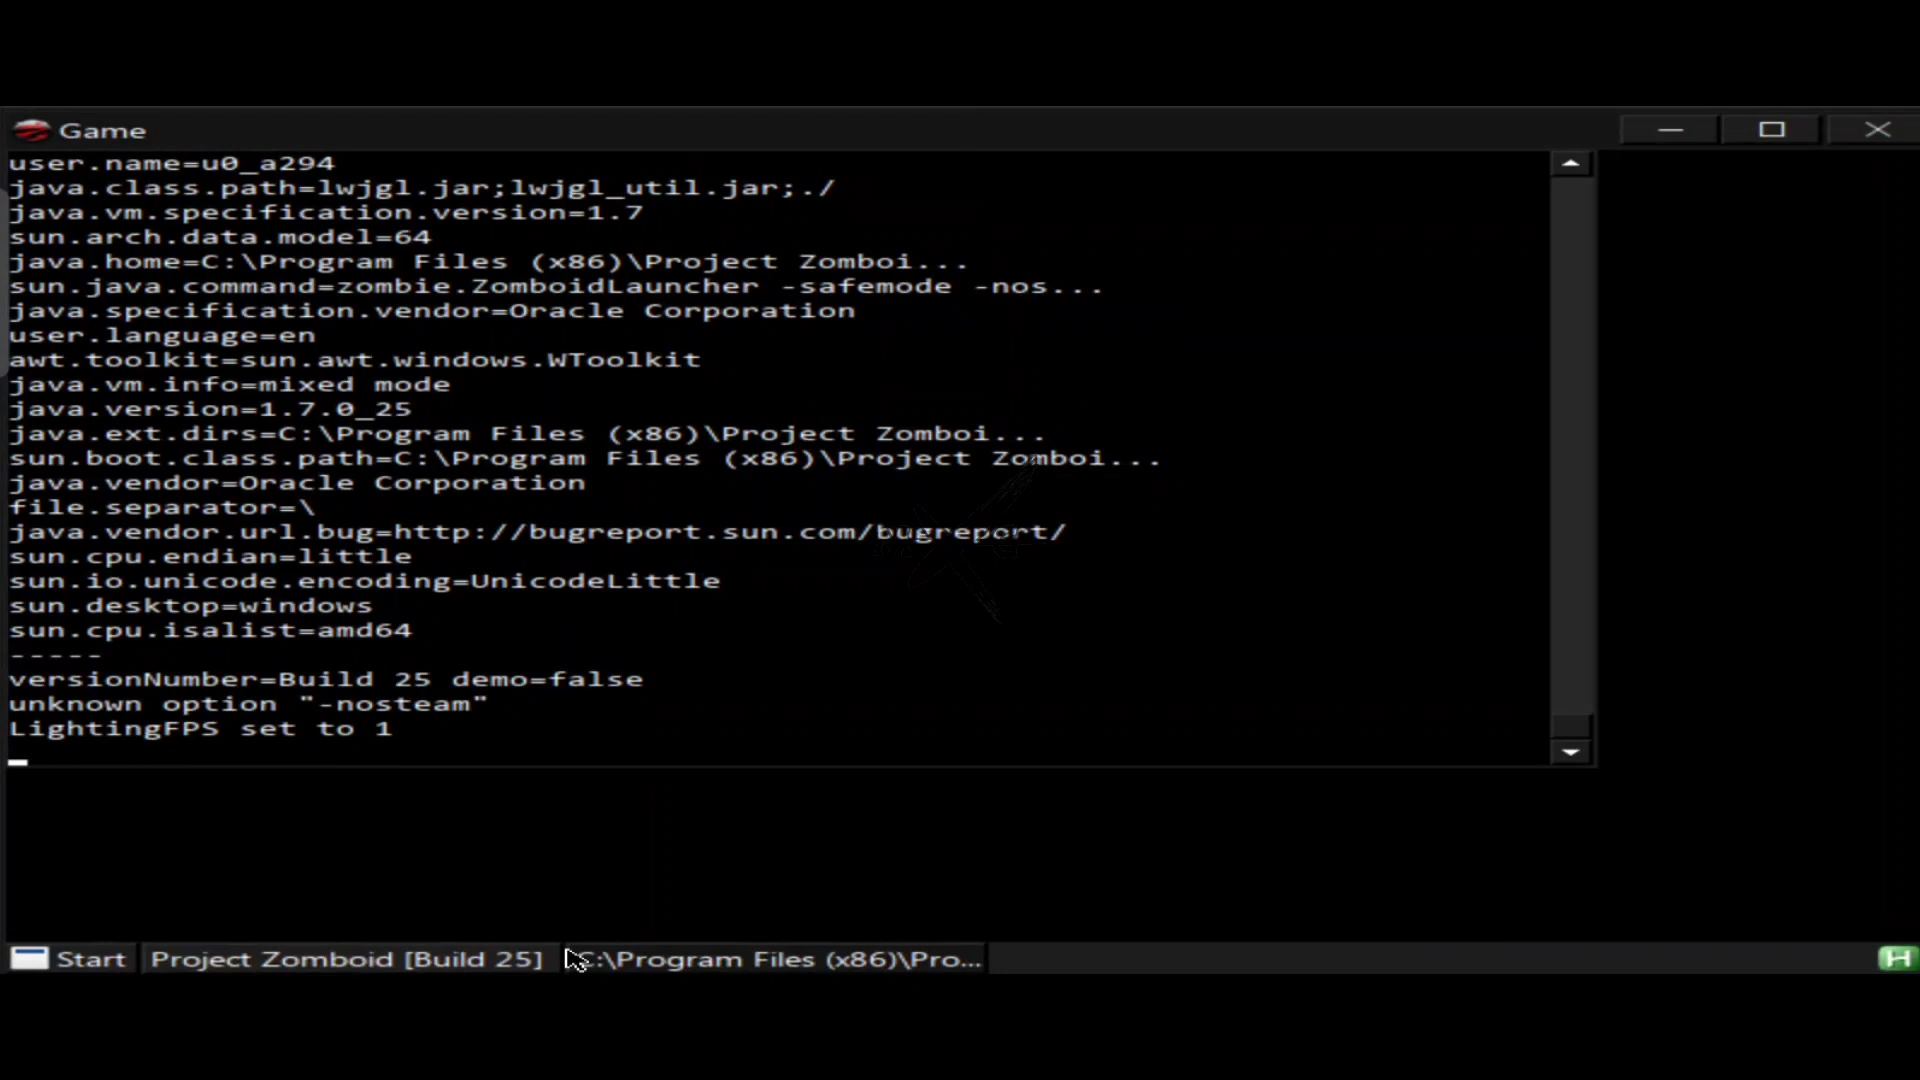 Game
user.name=u0_a294
java.class.path=lwjgl.jar;lwjgl_util.jar;./
java.vm.specification.version=1.7
sun.arch.data.model=64
java.home=C:\Program Files (x86)\Project Zomboi...
sun.java.command=zombie.ZomboidLauncher -safemode -nos...
java.specification.vendor=Oracle Corporation
user.language=en
awt.toolkit=sun.awt.windows.WToolkit
java.vm.info=mixed mode
java.version=1.7.0_25
java.ext.dirs=C:\Program Files (x86)\Project Zomboi...
sun.boot.class.path=C:\Program Files (x86)\Project Zomboi...
java.vendor=Oracle Corporation
file.separator=\
java.vendor.url.bug=http://bugreport.sun.com/bugreport/
sun.cpu.endian=little
sun.io.unicode.encoding=UnicodeLittle
sun.desktop=windows
sun.cpu.isalist=amd64
-----
versionNumber=Build 25 demo=false
unknown option "-nosteam"
LightingFPS set to 1
Start Project Zomboid [Build 25] C:\Program Files (x86)\Pro... H